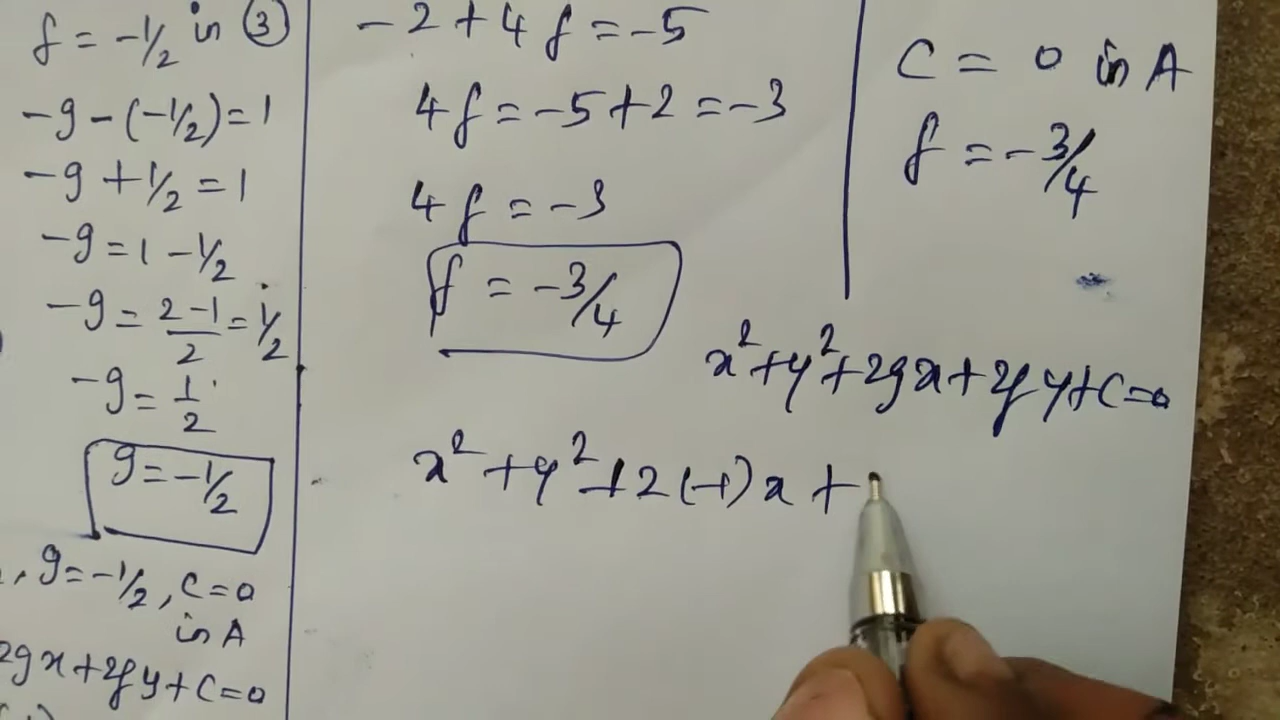 f = -1/2 in ③
-g - (-1/2) = 1
-g + 1/2 = 1
-g = 1 - 1/2
-g = 2-1/2 = 1/2
-g = 1/2
g = -1/2
, g = -1/2, c = 0
in A
2gx + 2fy + c = 0
-2 + 4f = -5
4f = -5 + 2 = -3
4f = -3
f = -3/4
C = 0 in A
f = -3/4
x² + y² + 2gx + 2fy + c = 0
x² + y² + 2(-1)x +